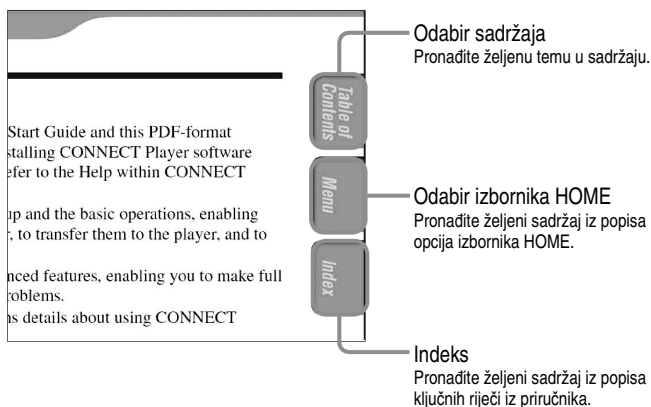 Start Guide and this PDF-format
stalling CONNECT Player software
efer to the Help within CONNECT
up and the basic operations, enabling
r, to transfer them to the player, and to
nced features, enabling you to make full
roblems.
ns details about using CONNECT
Table of
Contents
Menu
Index
Odabir sadržaja
Pronađite željenu temu u sadržaju.
Odabir izbornika HOME
Pronađite željeni sadržaj iz popisa
opcija izbornika HOME.
Indeks
Pronađite željeni sadržaj iz popisa
ključnih riječi iz priručnika.